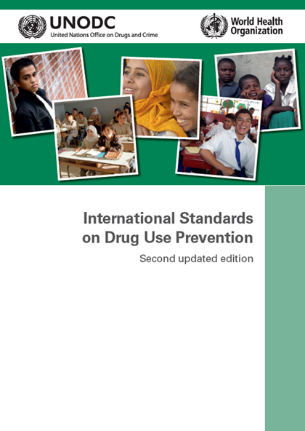 UNODC
United Nations Office on Drugs and Crime
World Health
Organization
International Standards
on Drug Use Prevention
Second updated edition